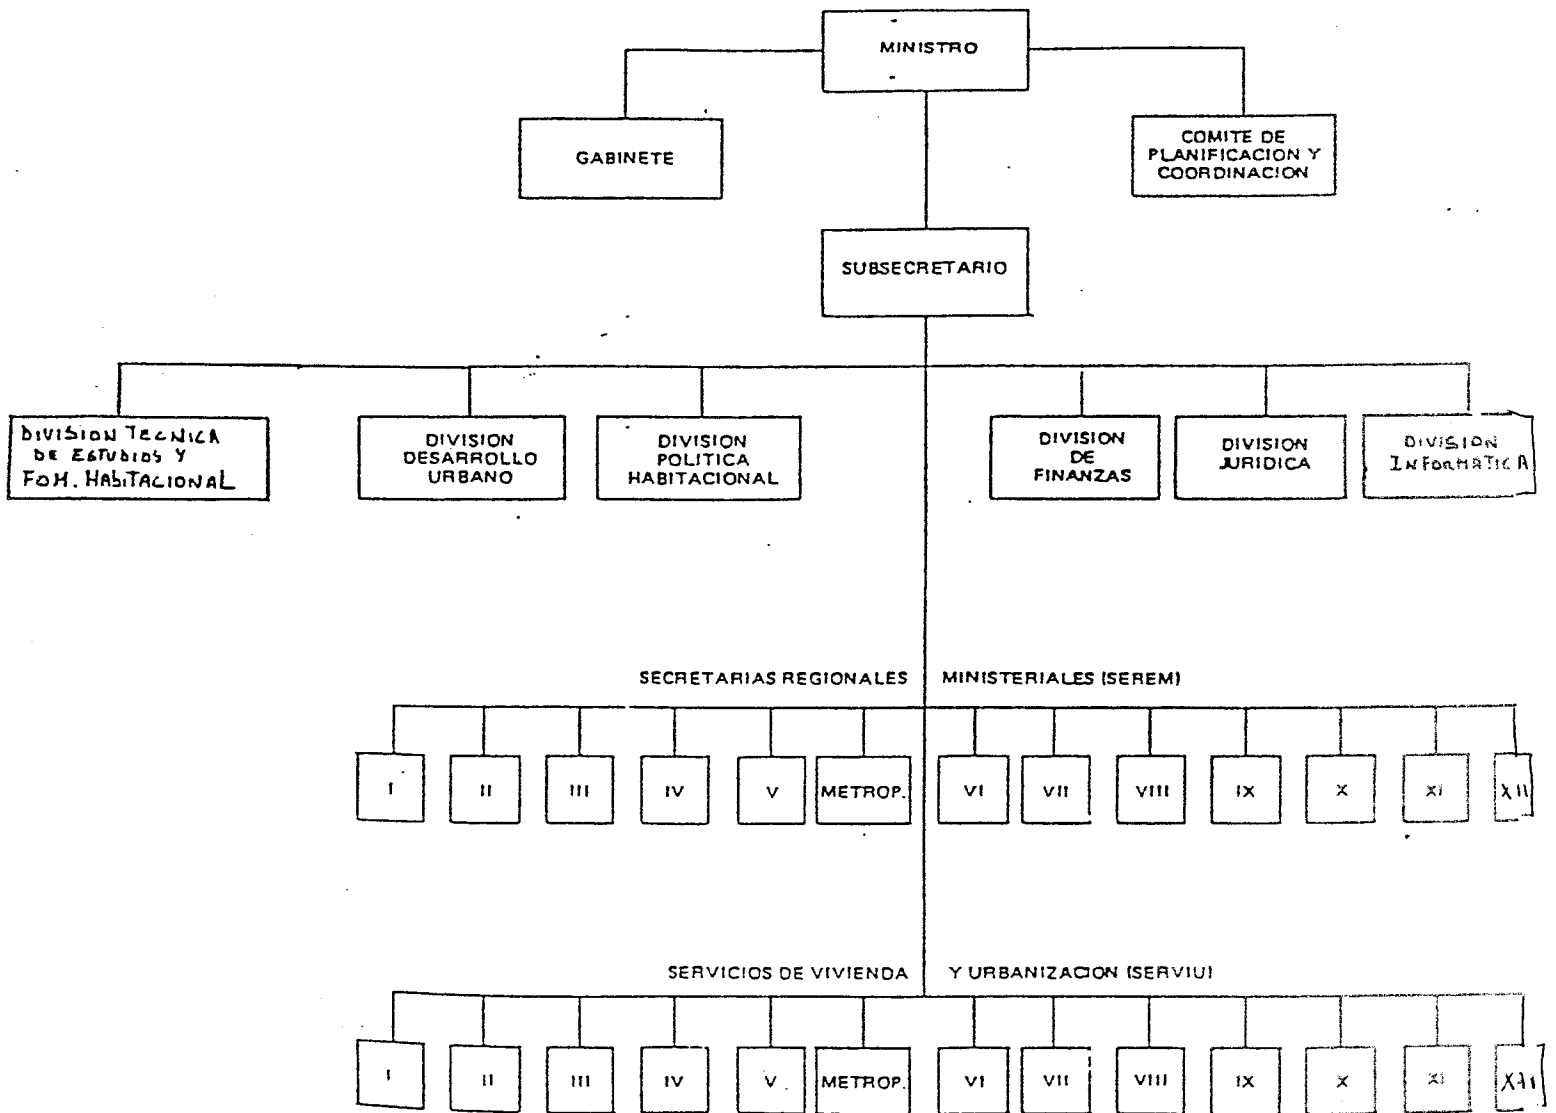 MINISTRO
GABINETE
COMITE DE
PLANIFICACION Y
COORDINACION
SUBSECRETARIO
DIVISION TECNICA
DE ESTUDIOS Y
FOM. HABITACIONAL
DIVISION
DESARROLLO
URBANO
DIVISION
POLITICA
HABITACIONAL
DIVISION
DE
FINANZAS
DIVISION
JURIDICA
DIVISION
INFORMATICA
SECRETARIAS REGIONALES MINISTERIALES (SEREM)
I II III IV V METROP. VI VII VIII IX X XI XII
SERVICIOS DE VIVIENDA Y URBANIZACION (SERVIU)
I II III IV V METROP. VI VII VIII IX X XI XII